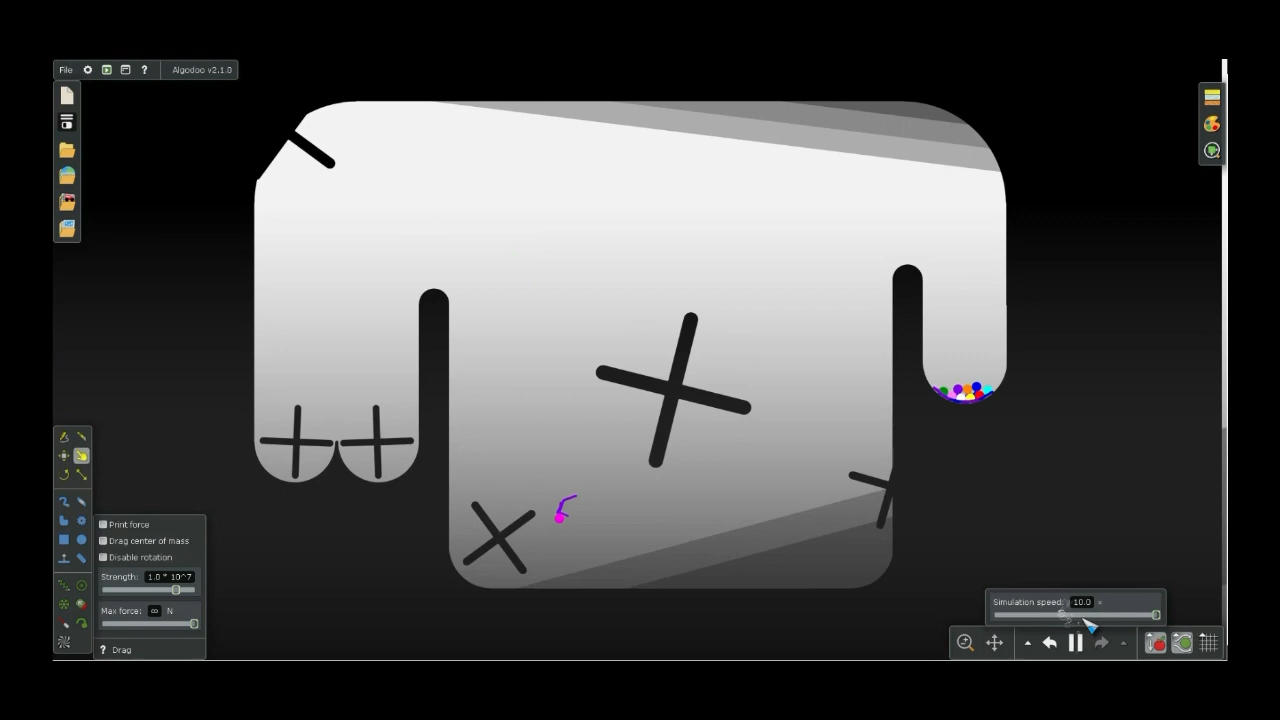 File ? Algodoo v2.1.0
Print force
Drag center of mass
Disable rotation
Strength: 1.0 * 10^7
Max force: ∞ N
? Drag
Simulation speed: 10.0 x